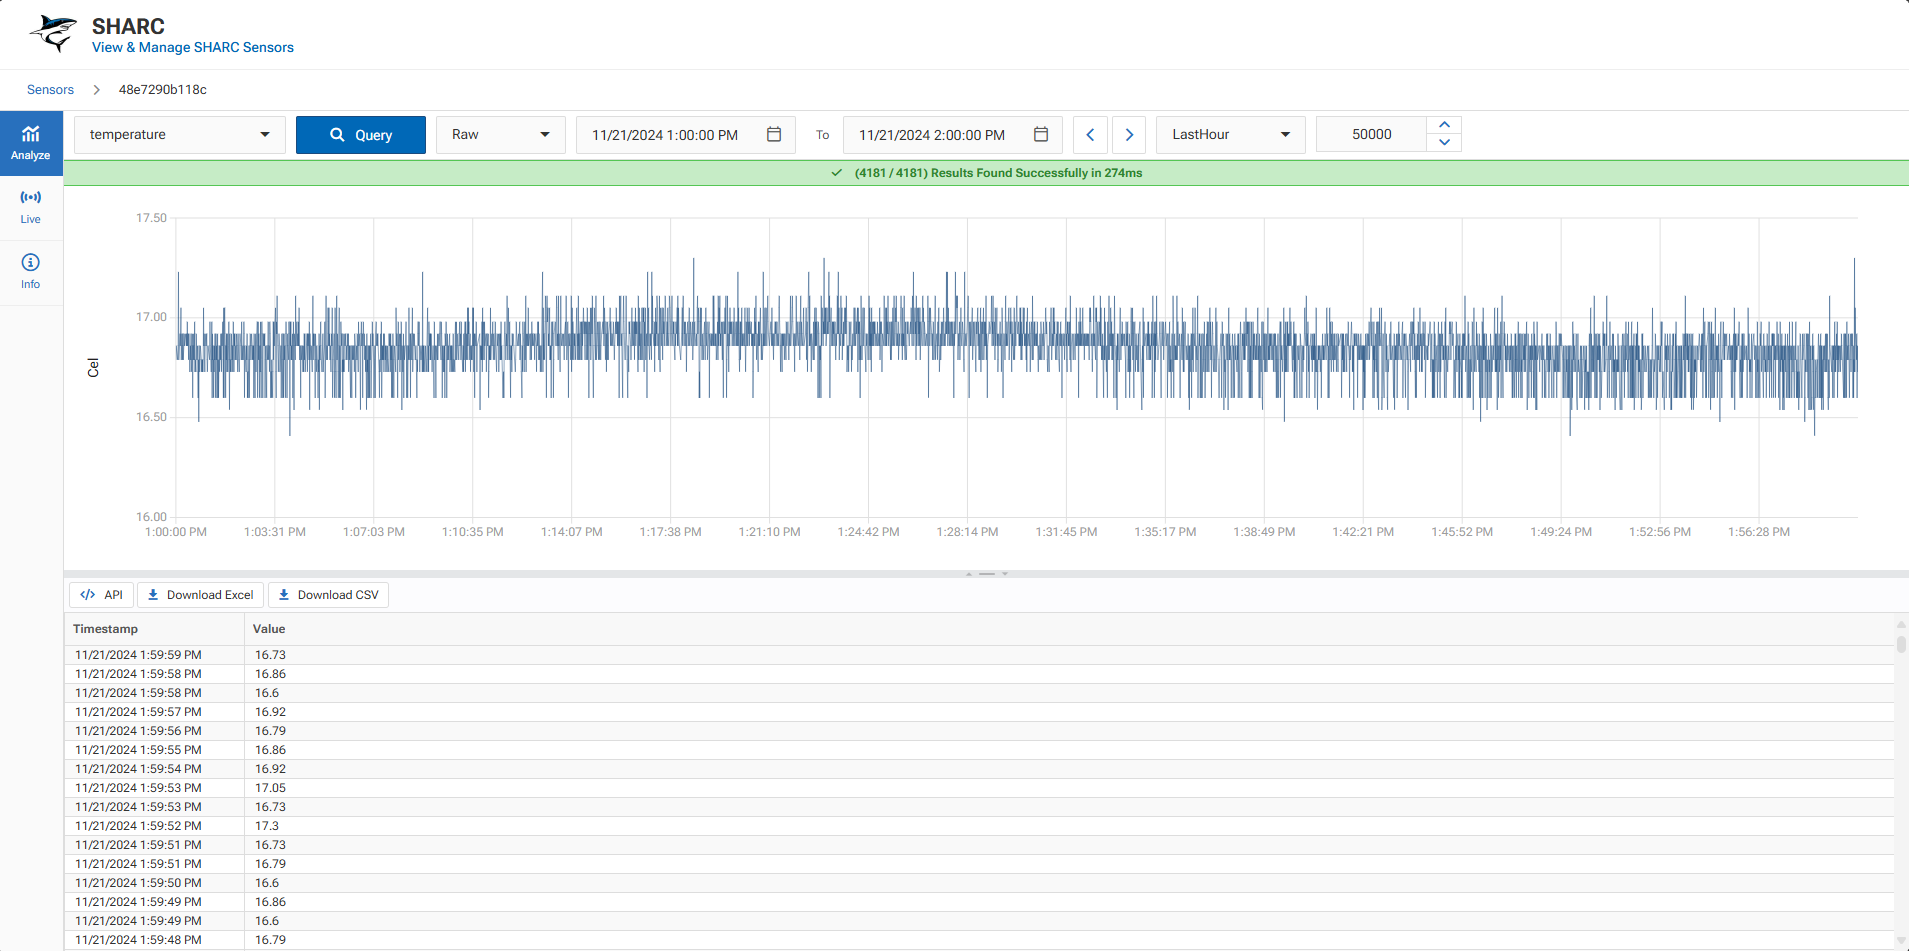 SHARC
View & Manage SHARC Sensors
Sensors 48e7290b118c
Analyze
Live
Info
temperature Query Raw 11/21/2024 1:00:00 PM To 11/21/2024 2:00:00 PM LastHour 50000
(4181 / 4181) Results Found Successfully in 274ms
Cel
17.50
17.00
16.50
16.00
1:00:00 PM 1:03:31 PM 1:07:03 PM 1:10:35 PM 1:14:07 PM 1:17:38 PM 1:21:10 PM 1:24:42 PM 1:28:14 PM 1:31:45 PM 1:35:17 PM 1:38:49 PM 1:42:21 PM 1:45:52 PM 1:49:24 PM 1:52:56 PM 1:56:28 PM
</> API Download Excel Download CSV
Timestamp Value
11/21/2024 1:59:59 PM 16.73
11/21/2024 1:59:58 PM 16.86
11/21/2024 1:59:58 PM 16.6
11/21/2024 1:59:57 PM 16.92
11/21/2024 1:59:56 PM 16.79
11/21/2024 1:59:55 PM 16.86
11/21/2024 1:59:54 PM 16.92
11/21/2024 1:59:53 PM 17.05
11/21/2024 1:59:53 PM 16.73
11/21/2024 1:59:52 PM 17.3
11/21/2024 1:59:51 PM 16.73
11/21/2024 1:59:51 PM 16.79
11/21/2024 1:59:50 PM 16.6
11/21/2024 1:59:49 PM 16.86
11/21/2024 1:59:49 PM 16.6
11/21/2024 1:59:48 PM 16.79